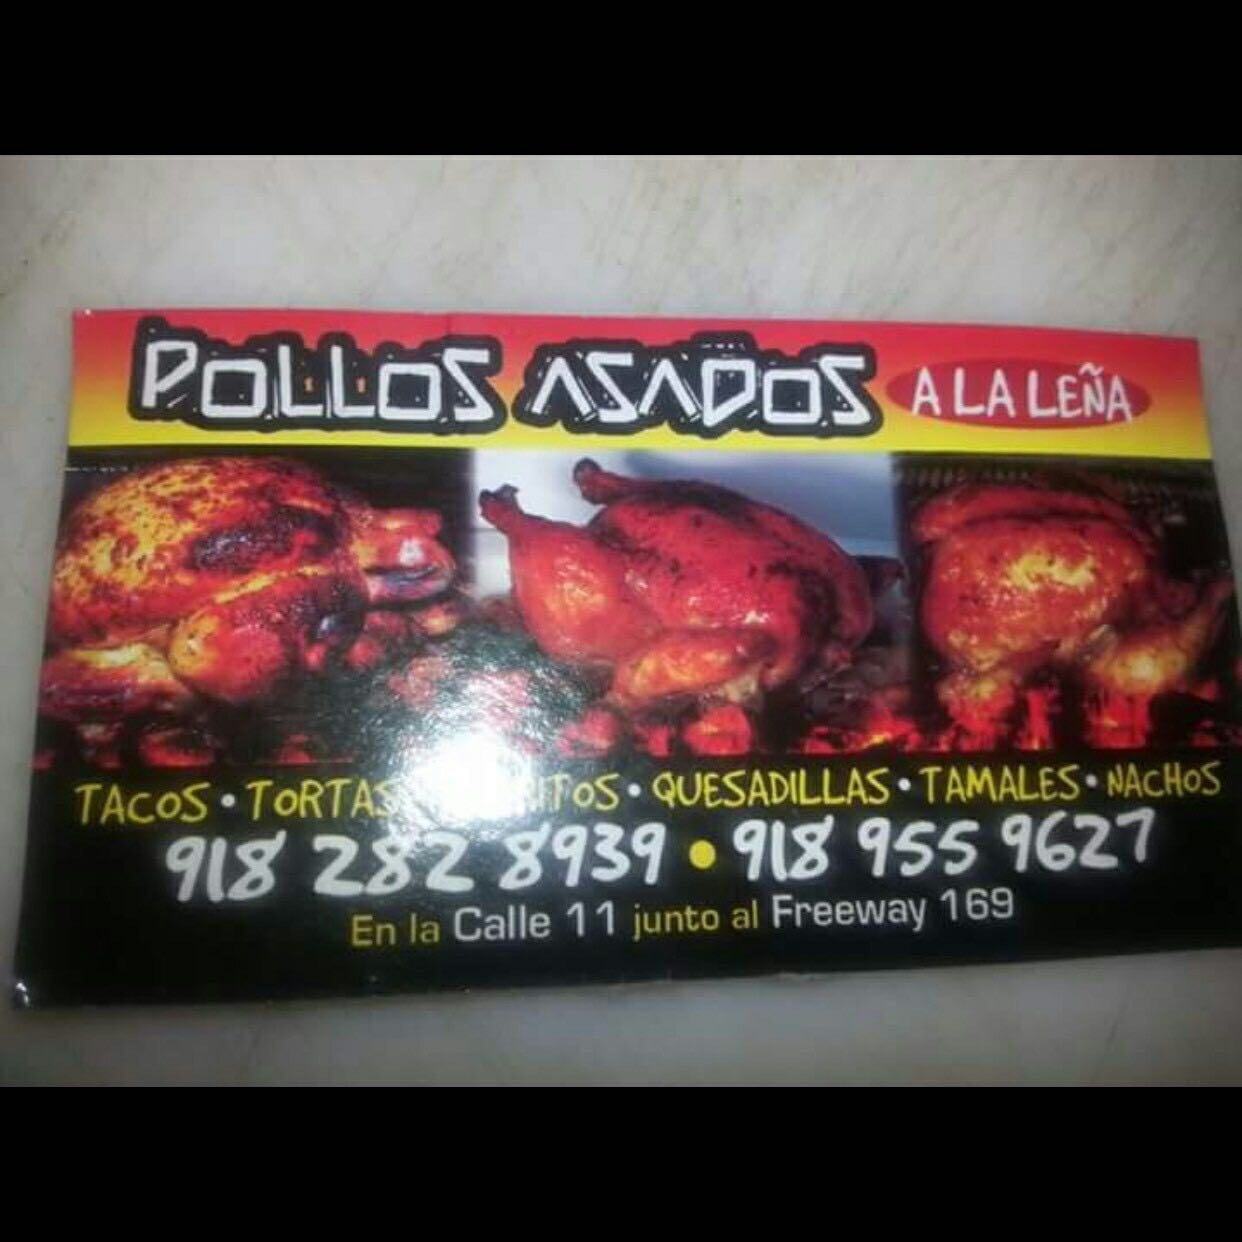 POLLOS ASADOS A LA LEÑA
TACOS • TORTAS • QUESADILLAS • TAMALES • NACHOS
918 282 8939 • 918 955 9627
En la Calle 11 junto al Freeway 169